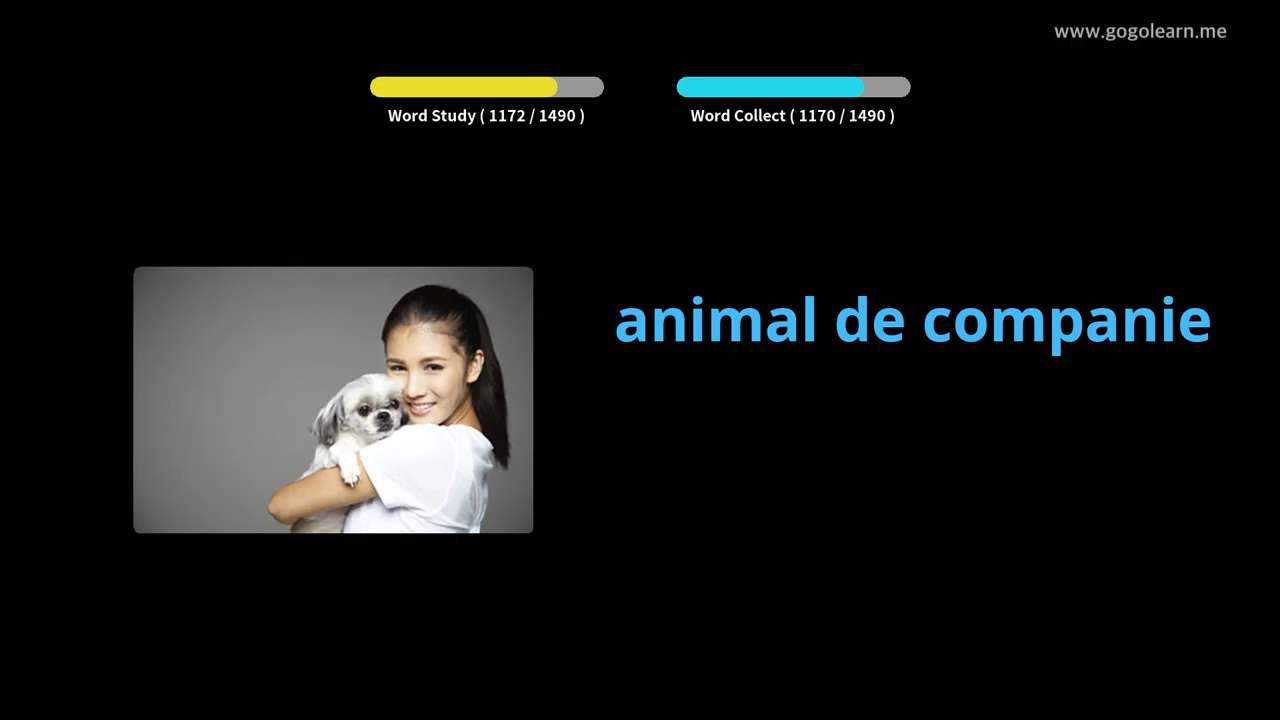 www.gogolearn.me
Word Study ( 1172 / 1490 )
Word Collect ( 1170 / 1490 )
animal de companie